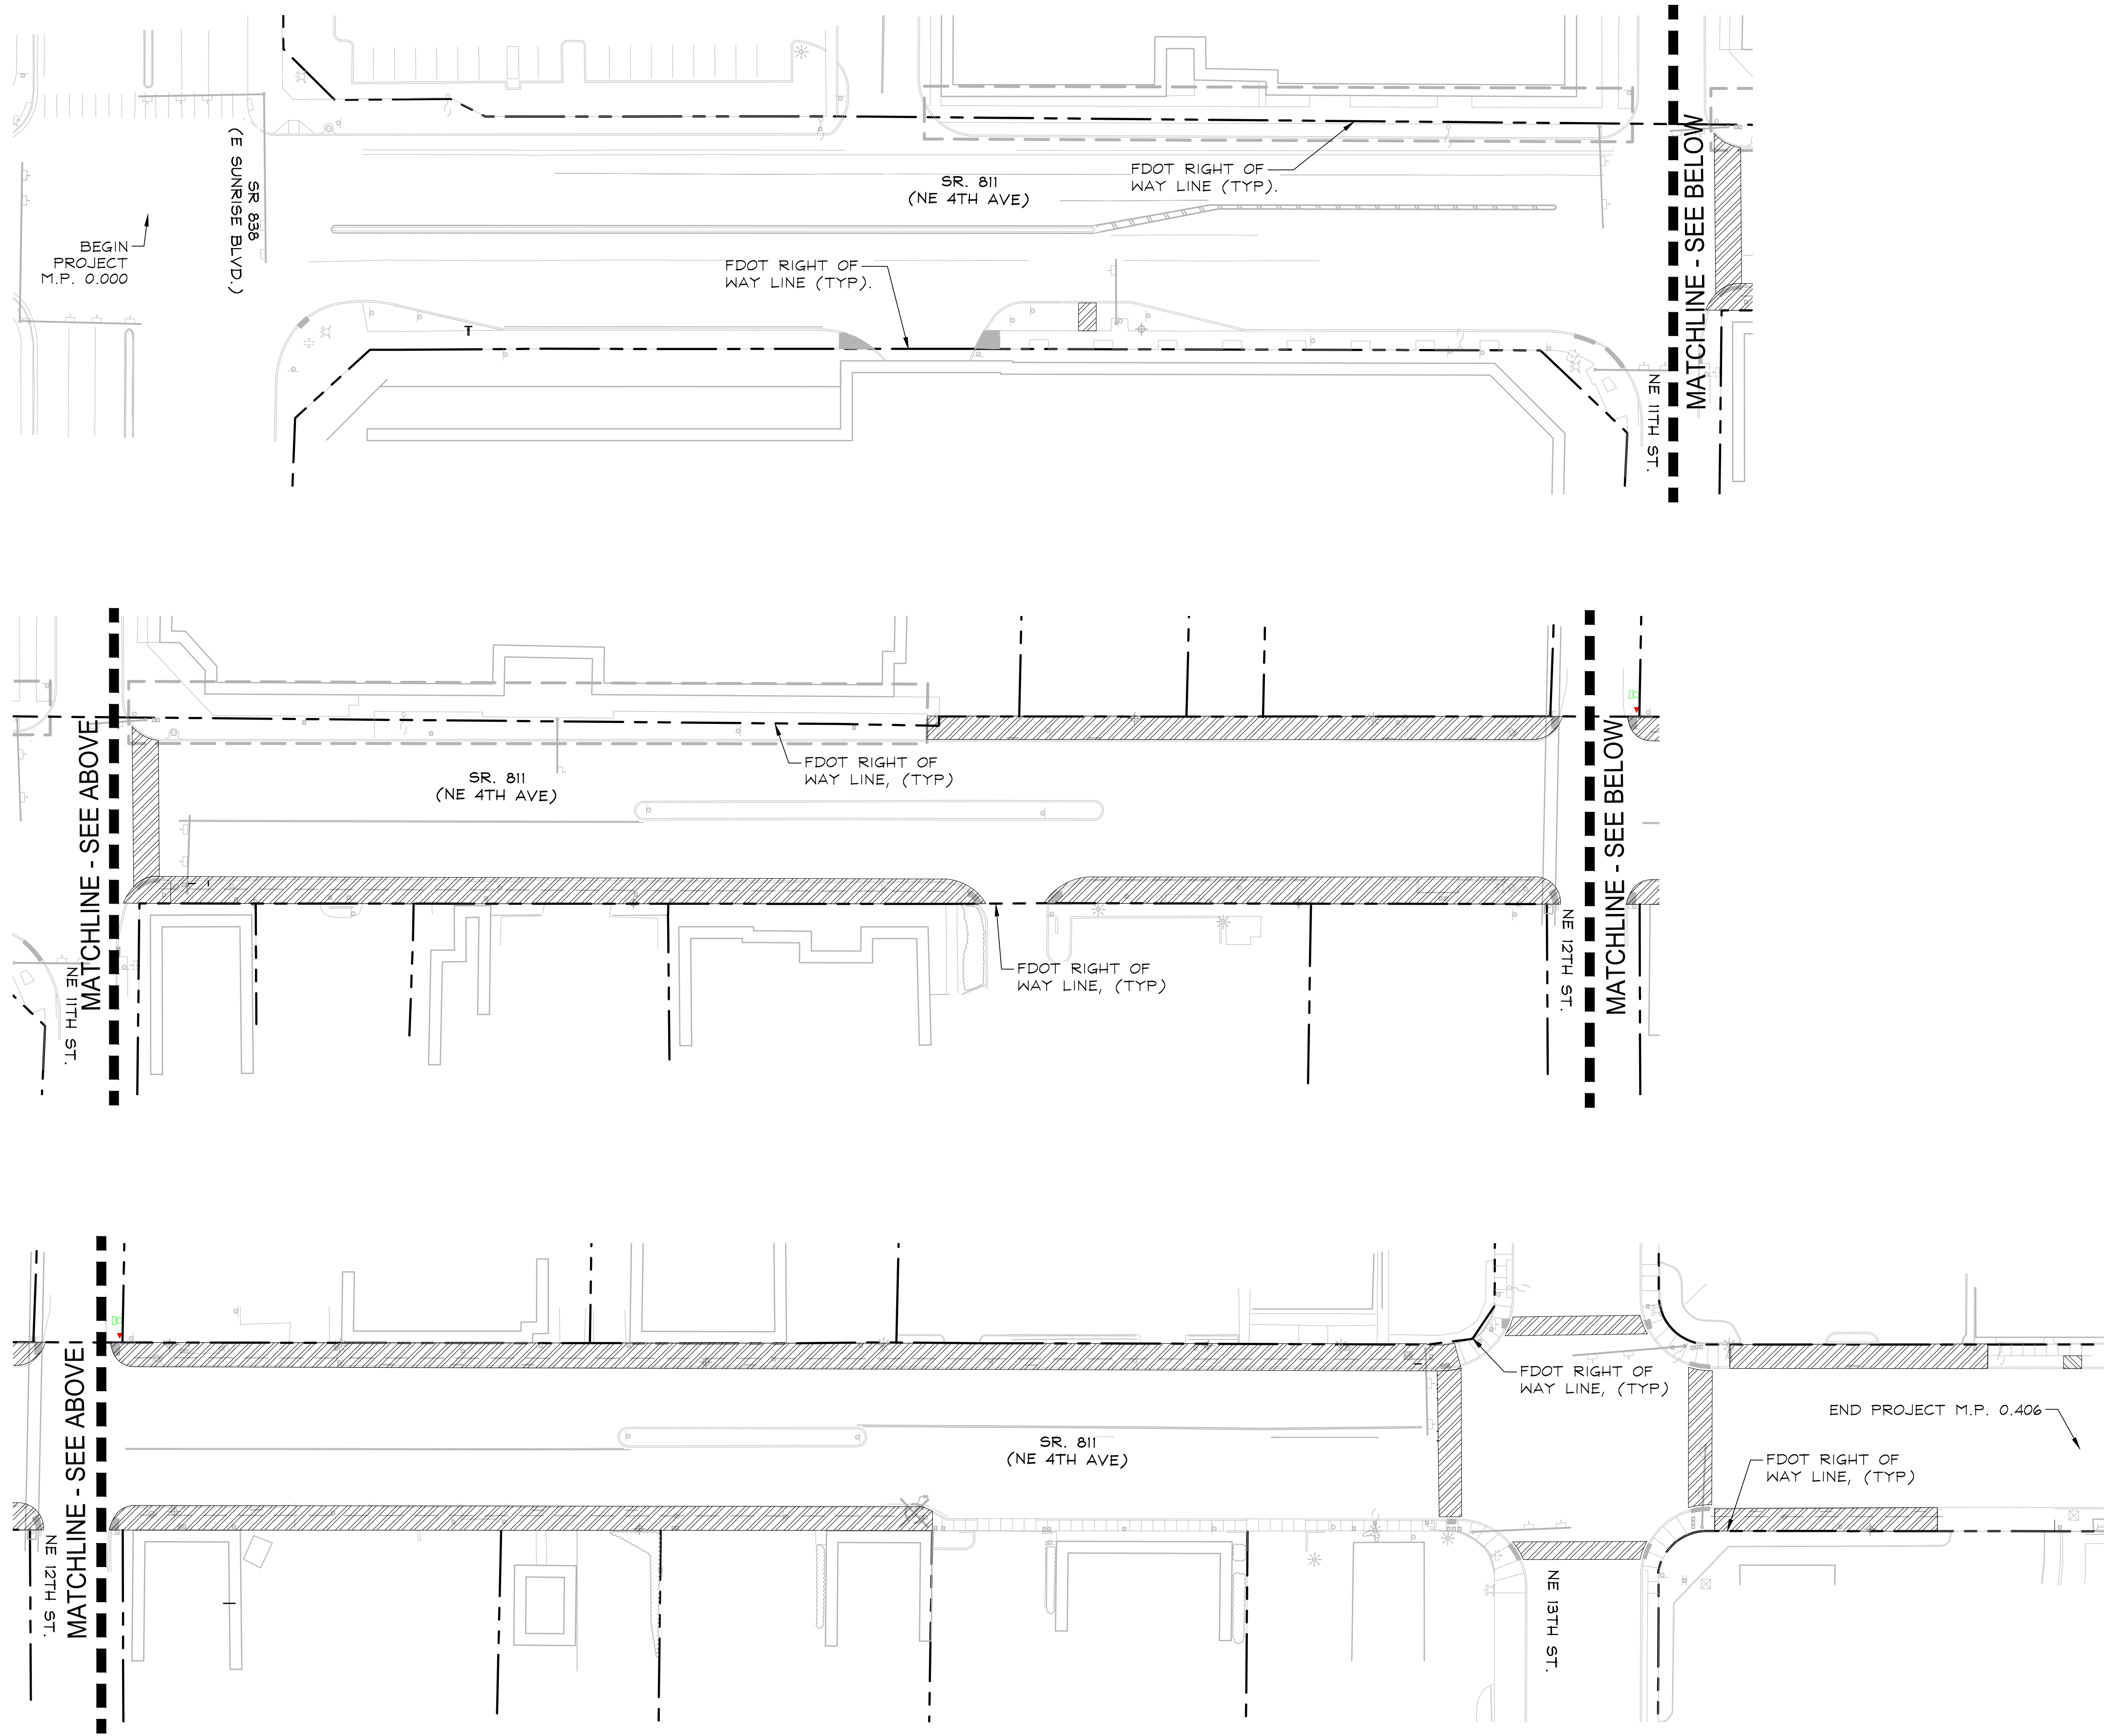 (E SUNRISE BLVD.)
SR 838
BEGIN
PROJECT
M.P. 0.000
SR. 811
(NE 4TH AVE)
FDOT RIGHT OF
WAY LINE (TYP).
FDOT RIGHT OF
WAY LINE (TYP).
NE 11TH ST.
MATCHLINE - SEE BELOW
MATCHLINE - SEE ABOVE
NE 11TH ST.
SR. 811
(NE 4TH AVE)
FDOT RIGHT OF
WAY LINE, (TYP)
FDOT RIGHT OF
WAY LINE, (TYP)
NE 12TH ST.
MATCHLINE - SEE BELOW
NE 12TH ST.
MATCHLINE - SEE ABOVE
SR. 811
(NE 4TH AVE)
FDOT RIGHT OF
WAY LINE, (TYP)
END PROJECT M.P. 0.406
FDOT RIGHT OF
WAY LINE, (TYP)
NE 13TH ST.